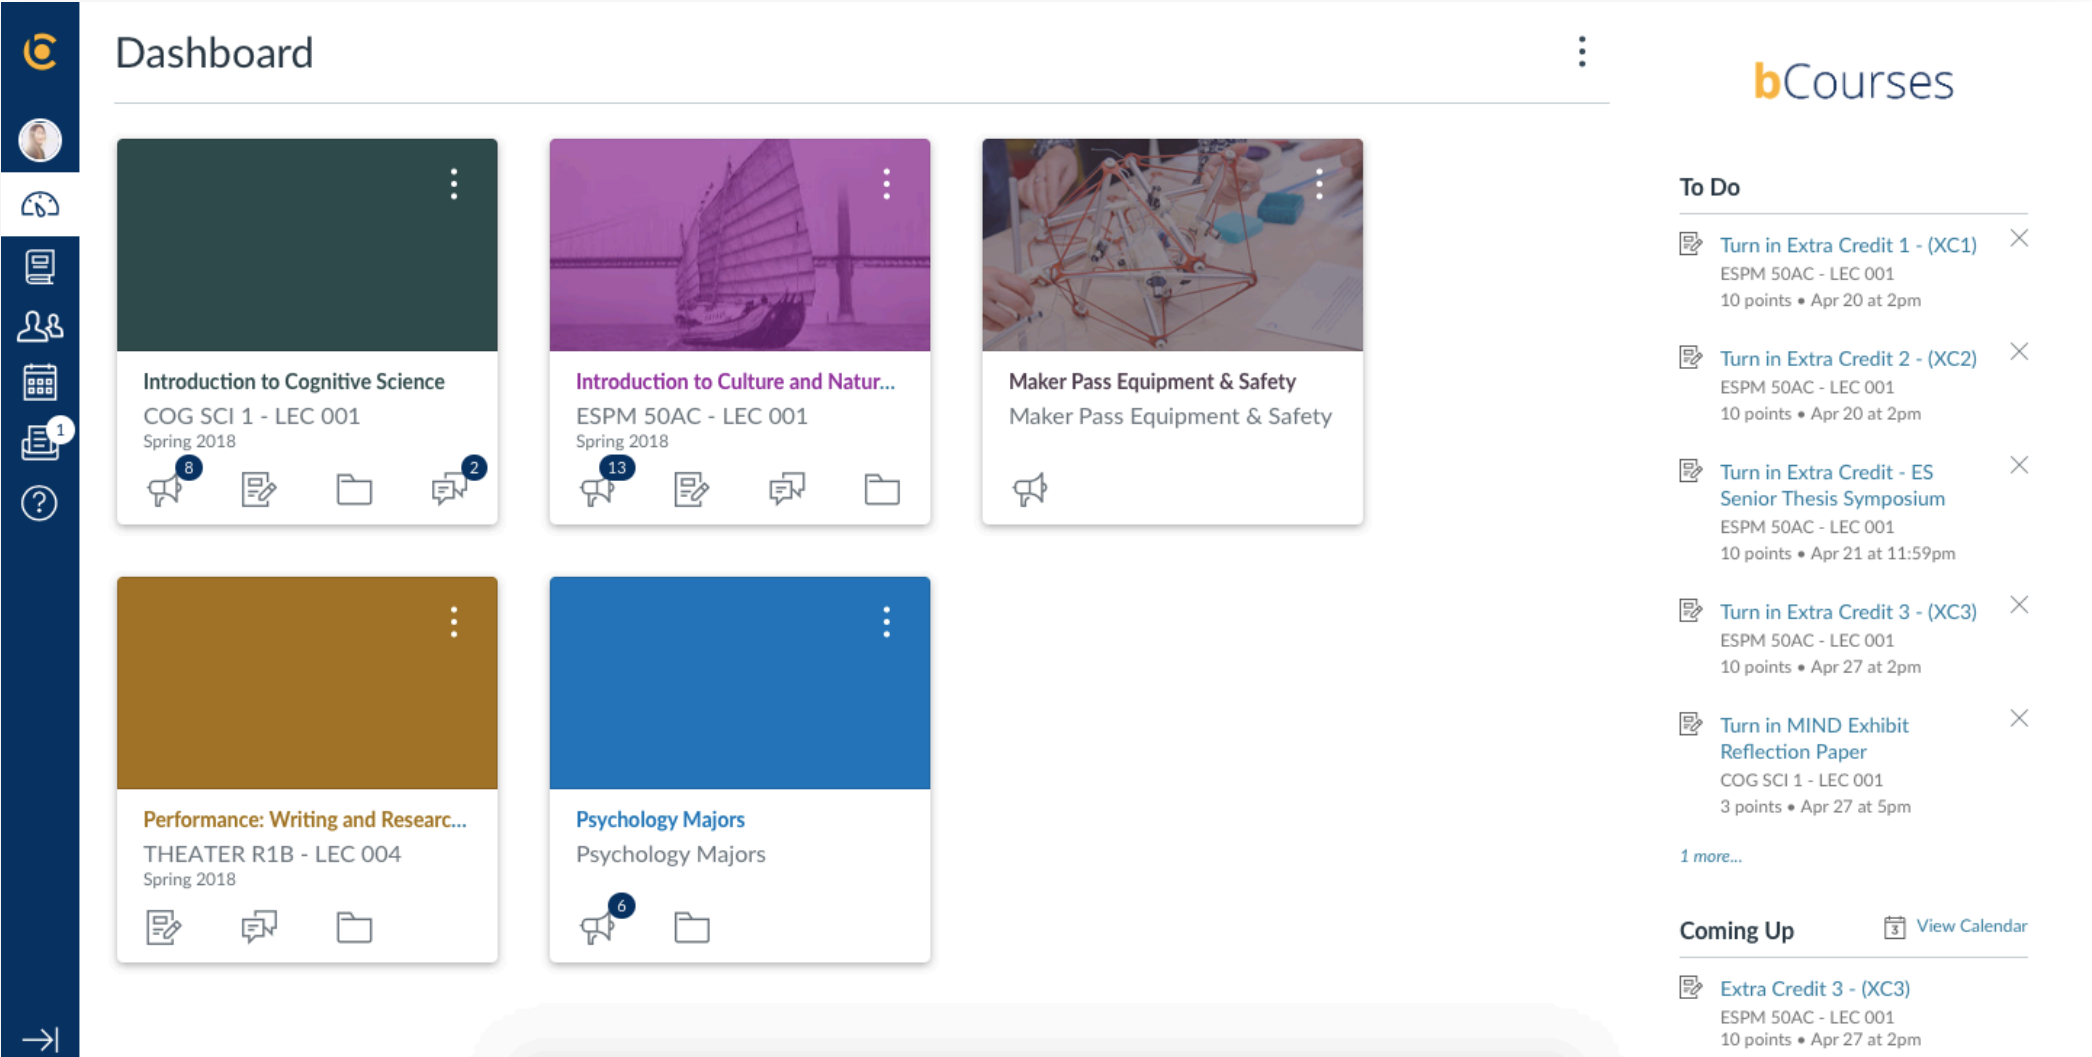 Dashboard
bCourses
Introduction to Cognitive Science
COG SCI 1 - LEC 001
Spring 2018
8
2
Introduction to Culture and Natur...
ESPM 50AC - LEC 001
Spring 2018
13
Maker Pass Equipment & Safety
Maker Pass Equipment & Safety
Performance: Writing and Researc...
THEATER R1B - LEC 004
Spring 2018
Psychology Majors
Psychology Majors
6
1
To Do
Turn in Extra Credit 1 - (XC1)
ESPM 50AC - LEC 001
10 points • Apr 20 at 2pm
Turn in Extra Credit 2 - (XC2)
ESPM 50AC - LEC 001
10 points • Apr 20 at 2pm
Turn in Extra Credit - ES
Senior Thesis Symposium
ESPM 50AC - LEC 001
10 points • Apr 21 at 11:59pm
Turn in Extra Credit 3 - (XC3)
ESPM 50AC - LEC 001
10 points • Apr 27 at 2pm
Turn in MIND Exhibit
Reflection Paper
COG SCI 1 - LEC 001
3 points • Apr 27 at 5pm
1 more...
Coming Up
3 View Calendar
Extra Credit 3 - (XC3)
ESPM 50AC - LEC 001
10 points • Apr 27 at 2pm